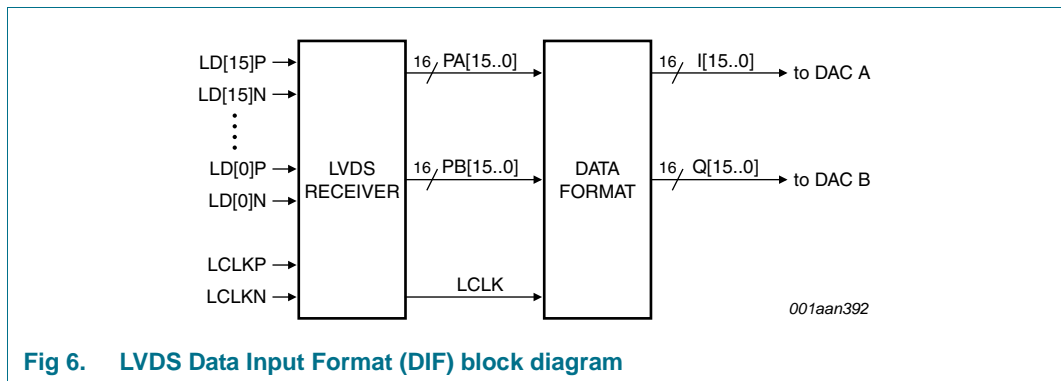 LD[15]P
LD[15]N
LD[0]P
LD[0]N
LCLKP
LCLKN
LVDS
RECEIVER
16 PA[15..0]
16 PB[15..0]
LCLK
DATA
FORMAT
16 I[15..0]
to DAC A
16 Q[15..0]
to DAC B
001aan392
Fig 6. LVDS Data Input Format (DIF) block diagram